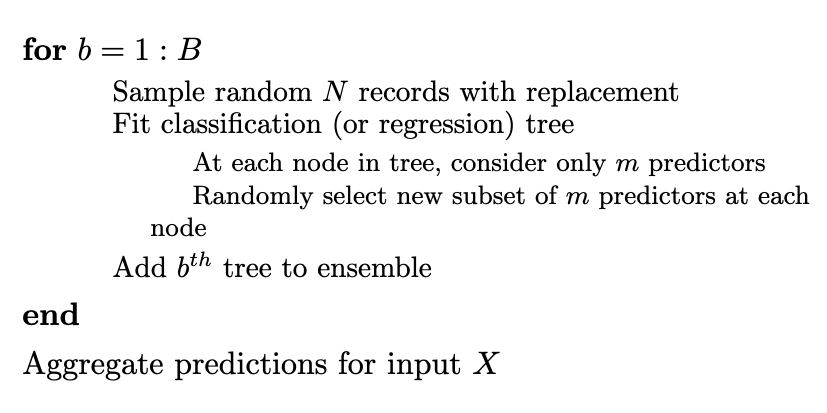 for b = 1 : B
Sample random N records with replacement
Fit classification (or regression) tree
At each node in tree, consider only m predictors
Randomly select new subset of m predictors at each
node
Add b^{th} tree to ensemble
end
Aggregate predictions for input X